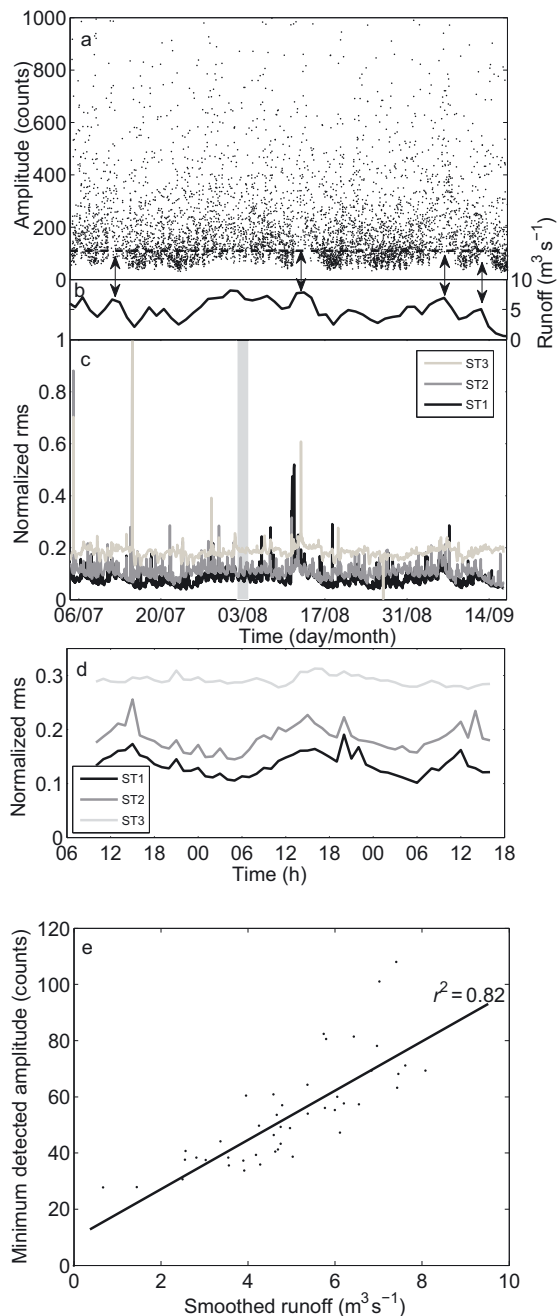 a
1000
800
600
400
200
0
Amplitude (counts)
b
10
5
0
Runoff (m³ s⁻¹)
c
1
0.8
0.6
0.4
0.2
0
Normalized rms
ST3
ST2
ST1
06/07 20/07 03/08 17/08 31/08 14/09
Time (day/month)
d
0.3
0.2
0.1
0
Normalized rms
ST1
ST2
ST3
06 12 18 00 06 12 18 00 06 12 18
Time (h)
e
120
100
80
60
40
20
0
Minimum detected amplitude (counts)
r² = 0.82
0 2 4 6 8 10
Smoothed runoff (m³ s⁻¹)